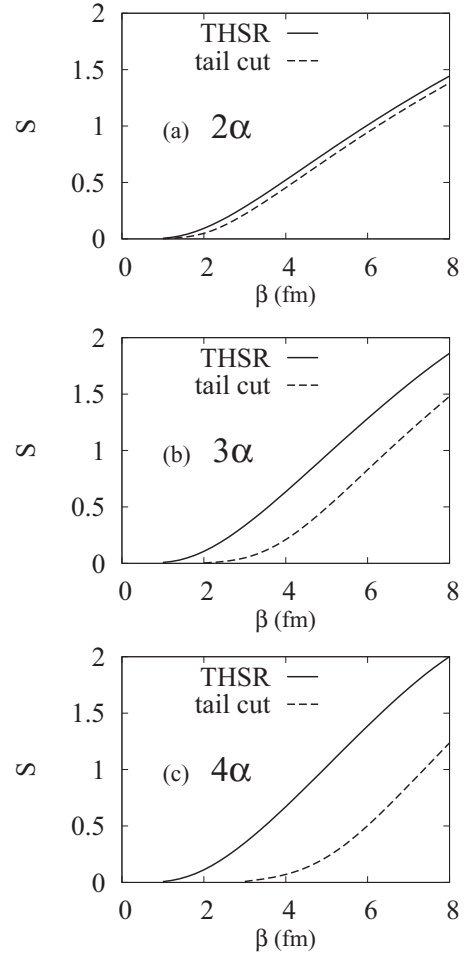 2
THSR
tail cut
1.5
S
1
(a) 2α
0.5
0
0 2 4 6 8
β (fm)
2
THSR
tail cut
1.5
S
1
(b) 3α
0.5
0
0 2 4 6 8
β (fm)
2
THSR
tail cut
1.5
S
1
(c) 4α
0.5
0
0 2 4 6 8
β (fm)